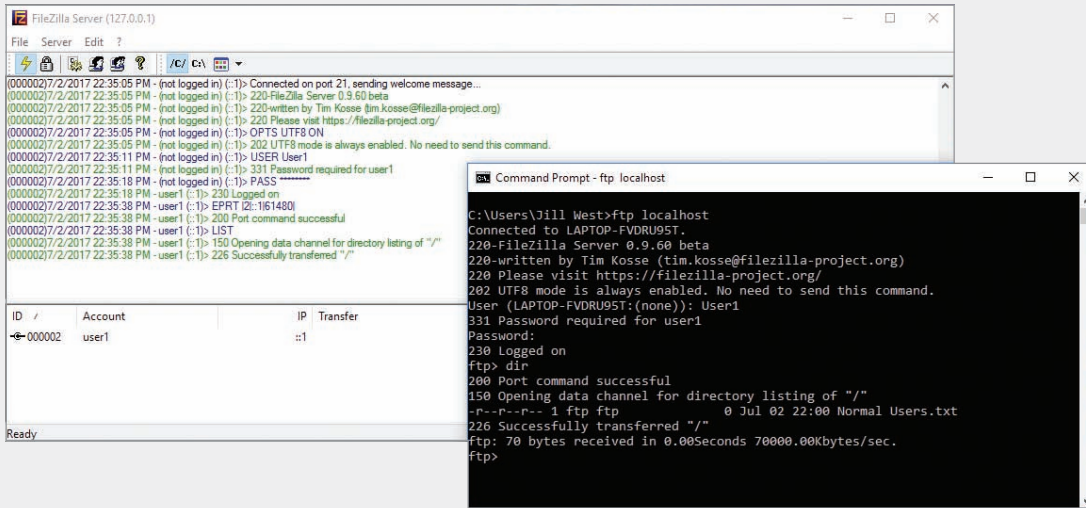 FileZilla Server (127.0.0.1)
File Server Edit ?
/C/ C:\
(000002)7/2/2017 22:35:05 PM - (not logged in) (::1)> Connected on port 21, sending welcome message...
(000002)7/2/2017 22:35:05 PM - (not logged in) (::1)> 220-FileZilla Server 0.9.60 beta
(000002)7/2/2017 22:35:05 PM - (not logged in) (::1)> 220-written by Tim Kosse (tim.kosse@filezilla-project.org)
(000002)7/2/2017 22:35:05 PM - (not logged in) (::1)> 220 Please visit https://filezilla-project.org/
(000002)7/2/2017 22:35:05 PM - (not logged in) (::1)> OPTS UTF8 ON
(000002)7/2/2017 22:35:05 PM - (not logged in) (::1)> 202 UTF8 mode is always enabled. No need to send this command.
(000002)7/2/2017 22:35:11 PM - (not logged in) (::1)> USER User1
(000002)7/2/2017 22:35:11 PM - (not logged in) (::1)> 331 Password required for user1
(000002)7/2/2017 22:35:18 PM - (not logged in) (::1)> PASS ********
(000002)7/2/2017 22:35:18 PM - user1 (::1)> 230 Logged on
(000002)7/2/2017 22:35:38 PM - user1 (::1)> EPRT |2|::1|61480|
(000002)7/2/2017 22:35:38 PM - user1 (::1)> 200 Port command successful
(000002)7/2/2017 22:35:38 PM - user1 (::1)> LIST
(000002)7/2/2017 22:35:38 PM - user1 (::1)> 150 Opening data channel for directory listing of "/"
(000002)7/2/2017 22:35:38 PM - user1 (::1)> 226 Successfully transferred "/"
ID / Account IP Transfer
000002 user1 ::1
Ready
Command Prompt - ftp localhost
C:\Users\Jill West>ftp localhost
Connected to LAPTOP-FVDRU95T.
220-FileZilla Server 0.9.60 beta
220-written by Tim Kosse (tim.kosse@filezilla-project.org)
220 Please visit https://filezilla-project.org/
202 UTF8 mode is always enabled. No need to send this command.
User (LAPTOP-FVDRU95T:(none)): User1
331 Password required for user1
Password:
230 Logged on
ftp> dir
200 Port command successful
150 Opening data channel for directory listing of "/"
-r--r--r-- 1 ftp ftp 0 Jul 02 22:00 Normal Users.txt
226 Successfully transferred "/"
ftp: 70 bytes received in 0.00Seconds 70000.00Kbytes/sec.
ftp>